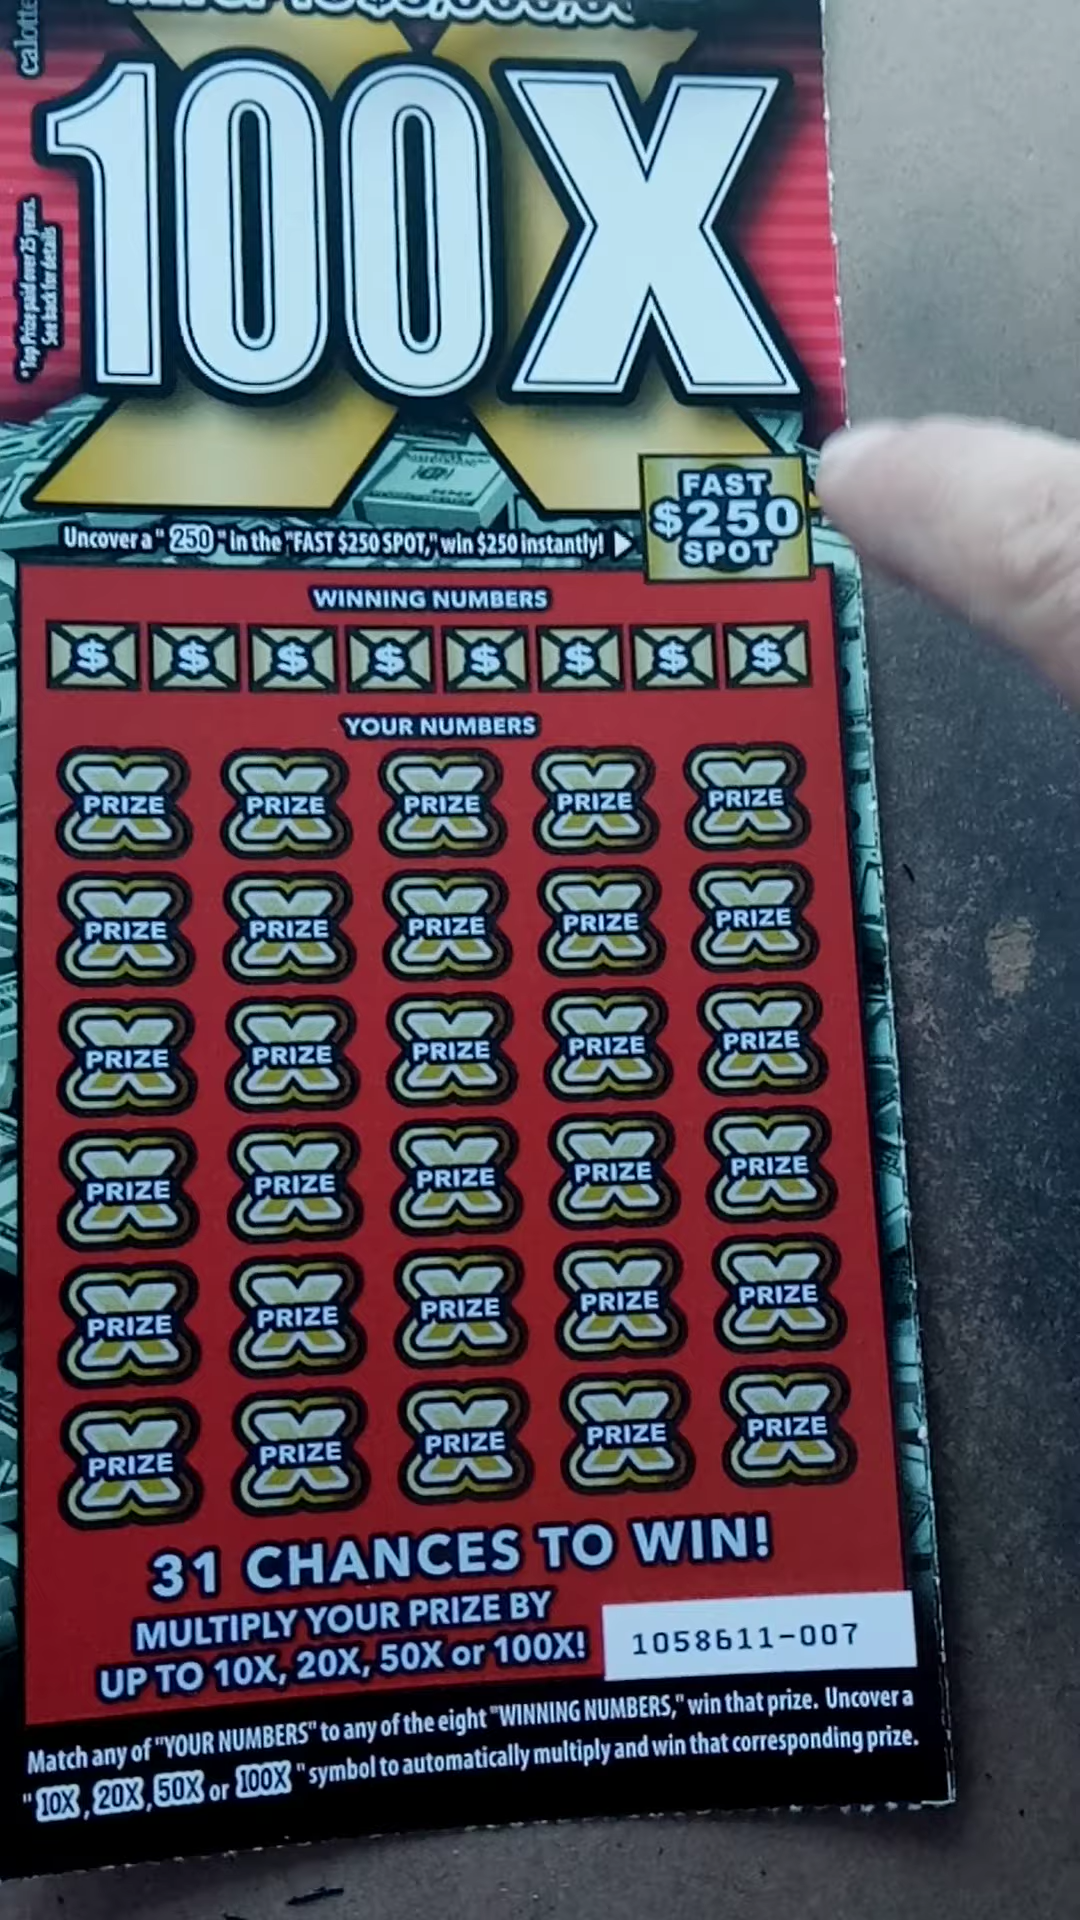 100X
calotte
*Top Prize paid over 25 years.
See back for details
FAST
$250
SPOT
Uncover a "250" in the "FAST $250 SPOT," win $250 instantly!
WINNING NUMBERS
$ $ $ $ $ $ $ $
YOUR NUMBERS
PRIZE PRIZE PRIZE PRIZE PRIZE
PRIZE PRIZE PRIZE PRIZE PRIZE
PRIZE PRIZE PRIZE PRIZE PRIZE
PRIZE PRIZE PRIZE PRIZE PRIZE
PRIZE PRIZE PRIZE PRIZE PRIZE
PRIZE PRIZE PRIZE PRIZE PRIZE
31 CHANCES TO WIN!
MULTIPLY YOUR PRIZE BY
UP TO 10X, 20X, 50X or 100X!
1058611-007
Match any of "YOUR NUMBERS" to any of the eight "WINNING NUMBERS," win that prize. Uncover a
"10X, 20X, 50X or 100X" symbol to automatically multiply and win that corresponding prize.